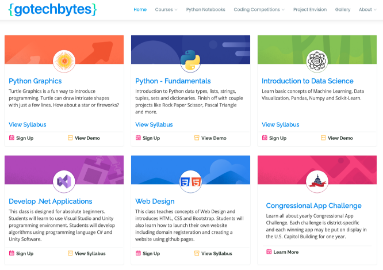 {gotechbytes}
Home Courses Python Notebooks Coding Competitions Project Envision Gallery About
Python Graphics
Turtle Graphics is a fun way to introduce
programming. Turtle can draw intricate shapes
with just a few lines. How about a star or fireworks?
View Syllabus
Sign Up View Demo
Python - Fundamentals
Introduction to Python data types, lists, strings,
tuples, sets and dictionaries. Finish off with couple
projects like Rock Paper Scissor, Pascal Triangle
and more.
View Syllabus
Sign Up View Demo
Introduction to Data Science
Learn basic concepts of Machine Learning, Data
Visualization, Pandas, Numpy and Scikit-Learn.
View Syllabus
Sign Up View Demo
Develop .Net Applications
This class is designed for absolute beginners.
Students will learn to use Visual Studio and Unity
programming environment. Students will develop
algorithms using programming language C# and
Unity Software.
Sign Up View Syllabus
Web Design
This class teaches concepts of Web Design and
introduces HTML, CSS and Bootstrap. Students will
also learn how to launch their own website
including domain registration and creating a
website using github pages.
Sign Up View Syllabus
Congressional App Challenge
Learn all about yearly Congressional App
Challenge. Each challenge is district-specific
and each winning app may be put on display in
the U.S. Capitol Building for one year.
Learn More